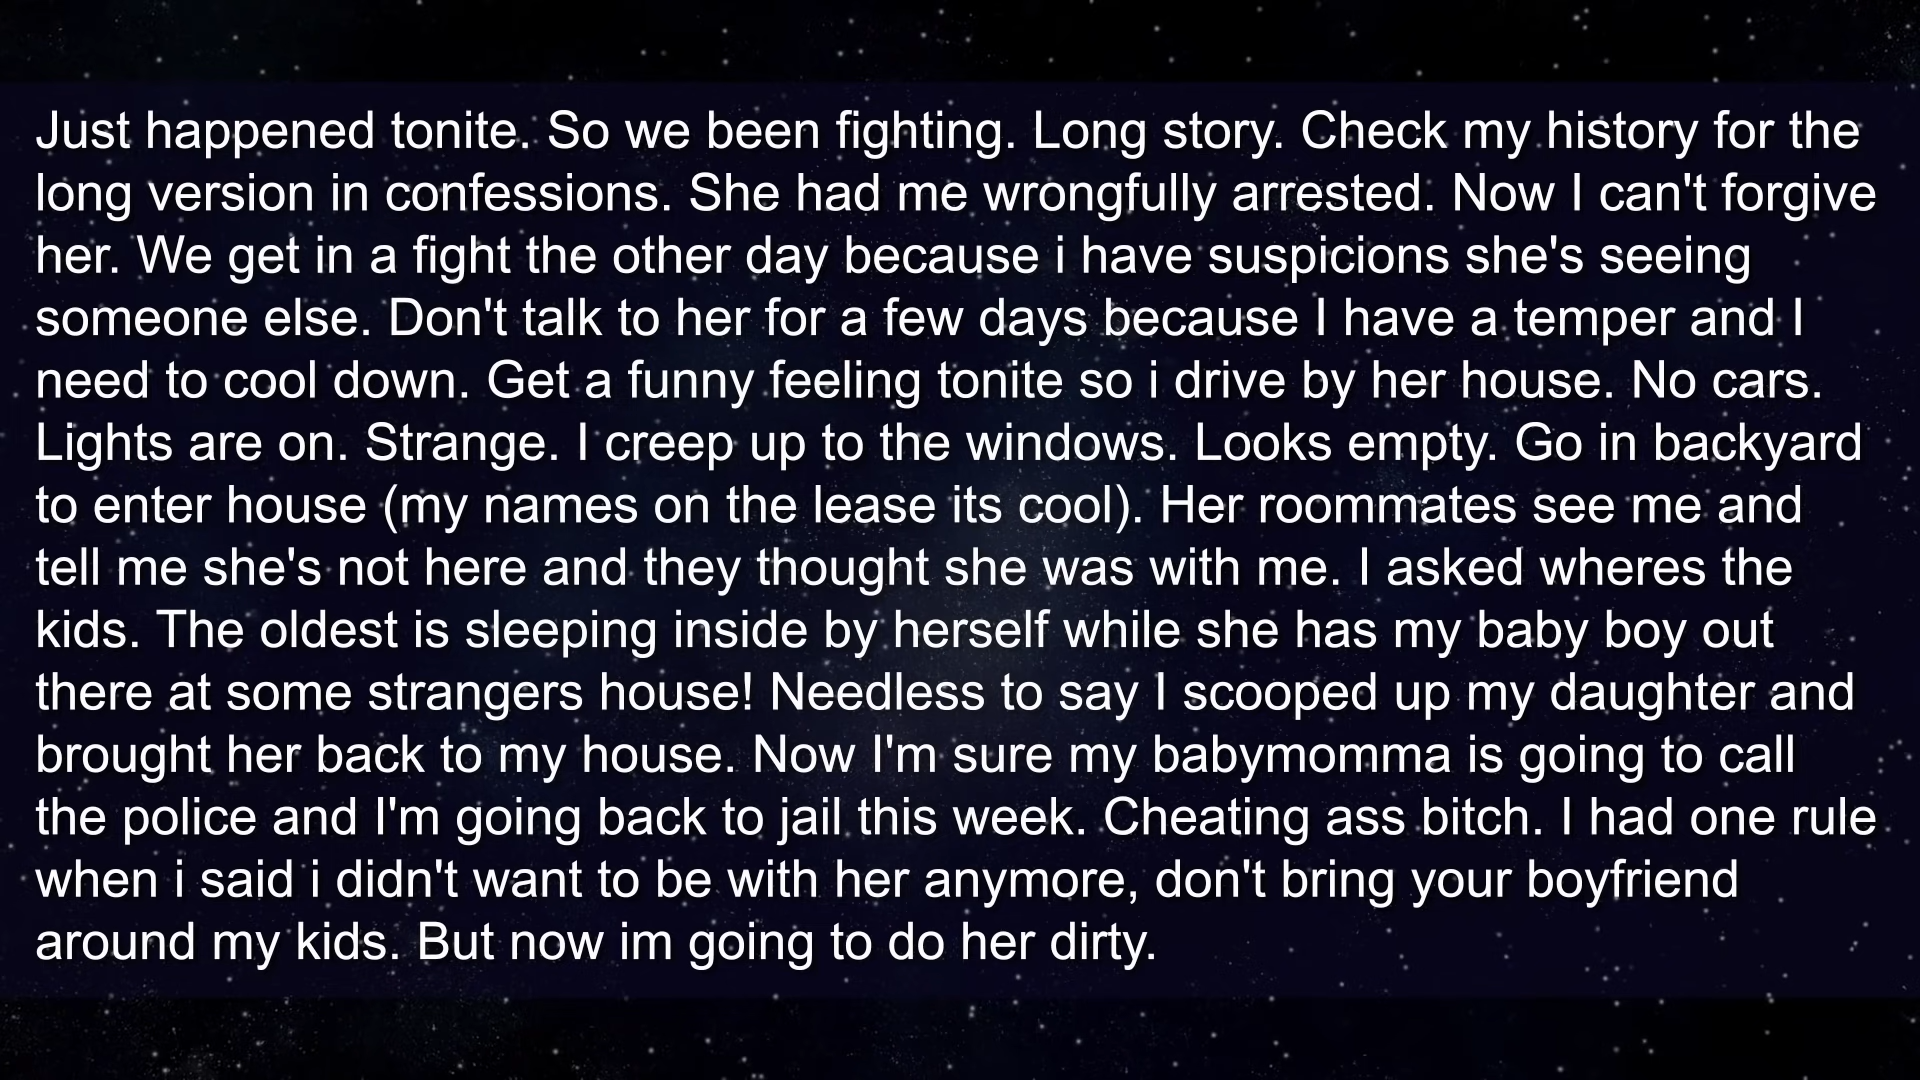 Just happened tonite. So we been fighting. Long story. Check my history for the
long version in confessions. She had me wrongfully arrested. Now I can't forgive
her. We get in a fight the other day because i have suspicions she's seeing
someone else. Don't talk to her for a few days because I have a temper and I
need to cool down. Get a funny feeling tonite so i drive by her house. No cars.
Lights are on. Strange. I creep up to the windows. Looks empty. Go in backyard
to enter house (my names on the lease its cool). Her roommates see me and
tell me she's not here and they thought she was with me. I asked wheres the
kids. The oldest is sleeping inside by herself while she has my baby boy out
there at some strangers house! Needless to say I scooped up my daughter and
brought her back to my house. Now I'm sure my babymomma is going to call
the police and I'm going back to jail this week. Cheating ass bitch. I had one rule
when i said i didn't want to be with her anymore, don't bring your boyfriend
around my kids. But now im going to do her dirty.